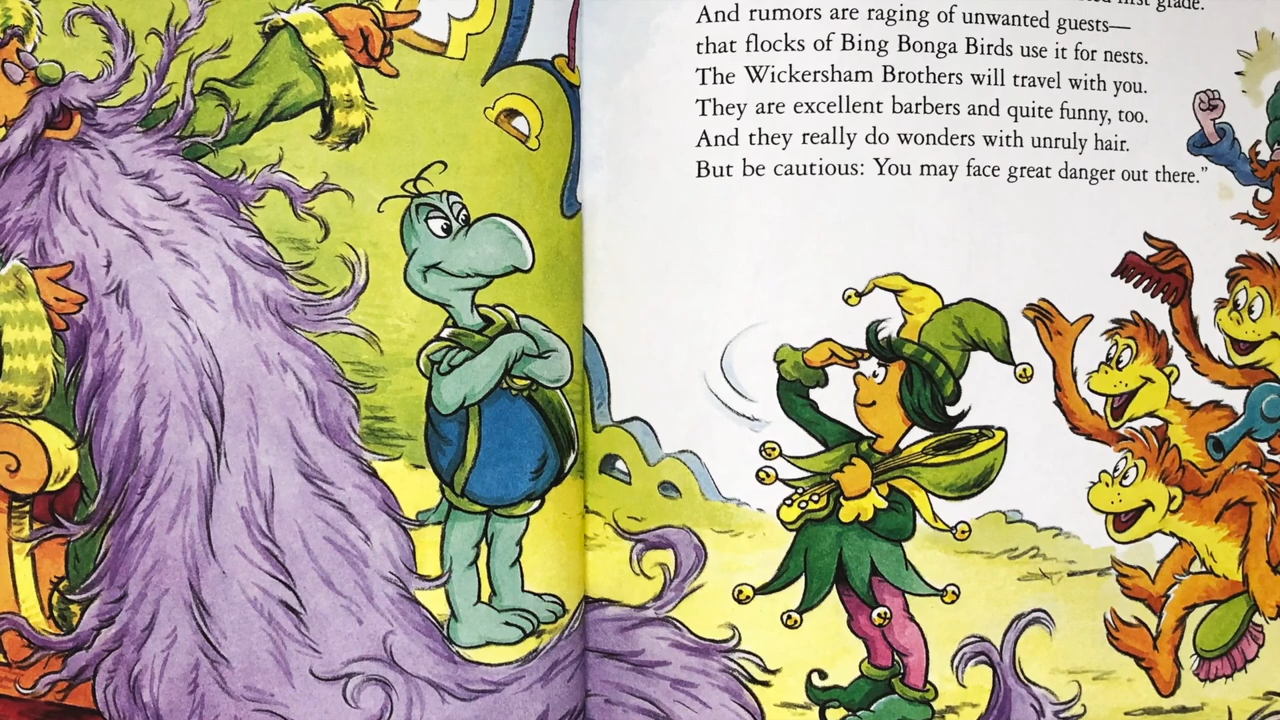 first grade.
And rumors are raging of unwanted guests—
that flocks of Bing Bonga Birds use it for nests.
The Wickersham Brothers will travel with you.
They are excellent barbers and quite funny, too.
And they really do wonders with unruly hair.
But be cautious: You may face great danger out there.”